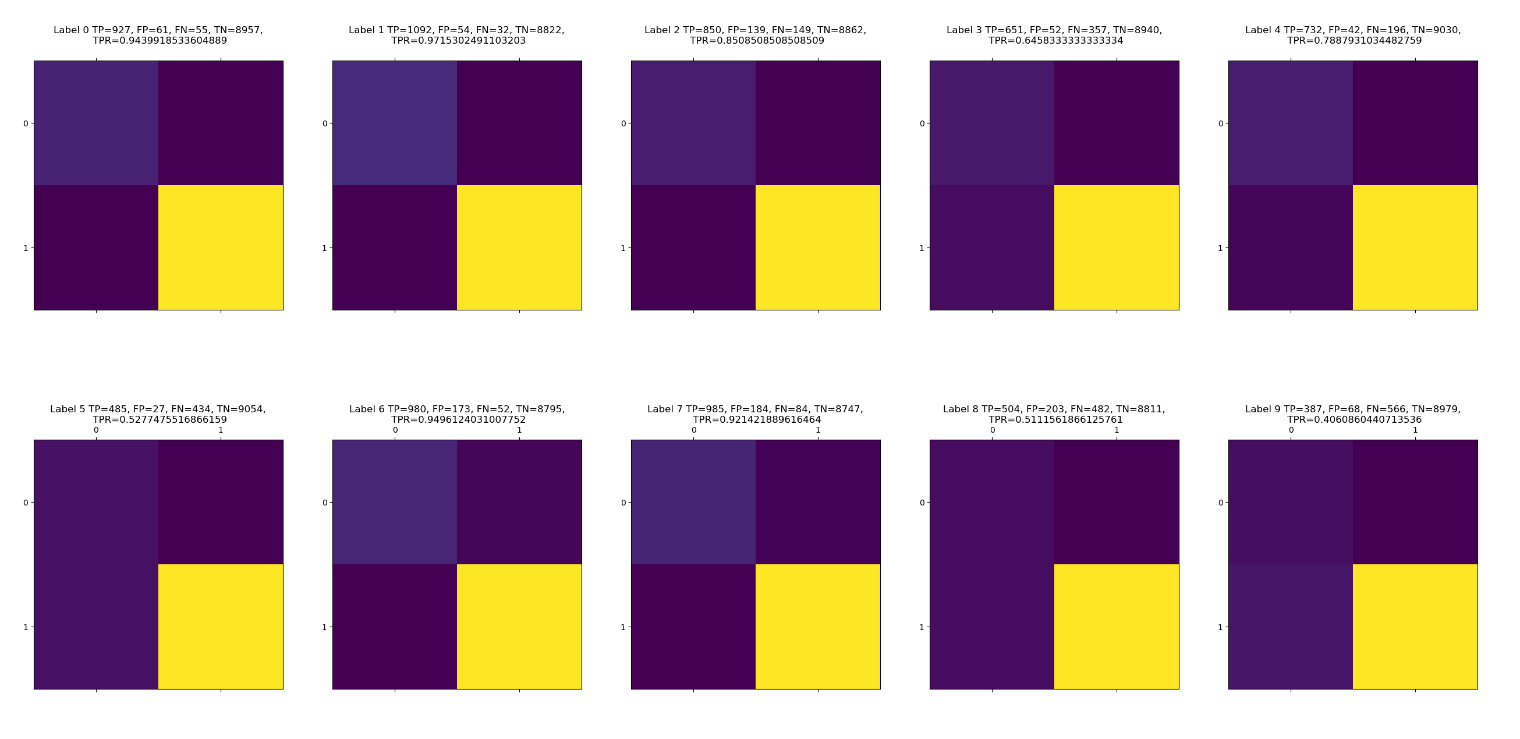 Label 0 TP=927, FP=61, FN=55, TN=8957,
TPR=0.9439918533604889
Label 1 TP=1092, FP=54, FN=32, TN=8822,
TPR=0.9715302491103203
Label 2 TP=850, FP=139, FN=149, TN=8862,
TPR=0.8508508508508509
Label 3 TP=651, FP=52, FN=357, TN=8940,
TPR=0.6458333333333334
Label 4 TP=732, FP=42, FN=196, TN=9030,
TPR=0.7887931034482759
0
0
0
0
0
1
1
1
1
1
Label 5 TP=485, FP=27, FN=434, TN=9054,
TPR=0.5277475516866159
0 1
Label 6 TP=980, FP=173, FN=52, TN=8795,
TPR=0.9496124031007752
0 1
Label 7 TP=985, FP=184, FN=84, TN=8747,
TPR=0.921421889616464
0 1
Label 8 TP=504, FP=203, FN=482, TN=8811,
TPR=0.5111561866125761
0 1
Label 9 TP=387, FP=68, FN=566, TN=8979,
TPR=0.4060860440713536
0 1
0
0
0
0
0
1
1
1
1
1